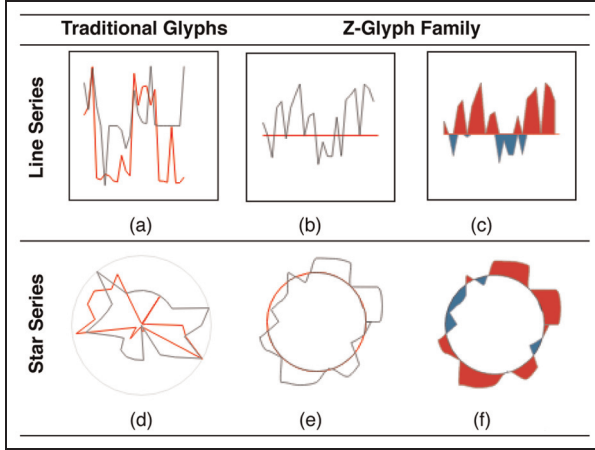 Traditional Glyphs Z-Glyph Family
Line Series
(a) (b) (c)
Star Series
(d) (e) (f)